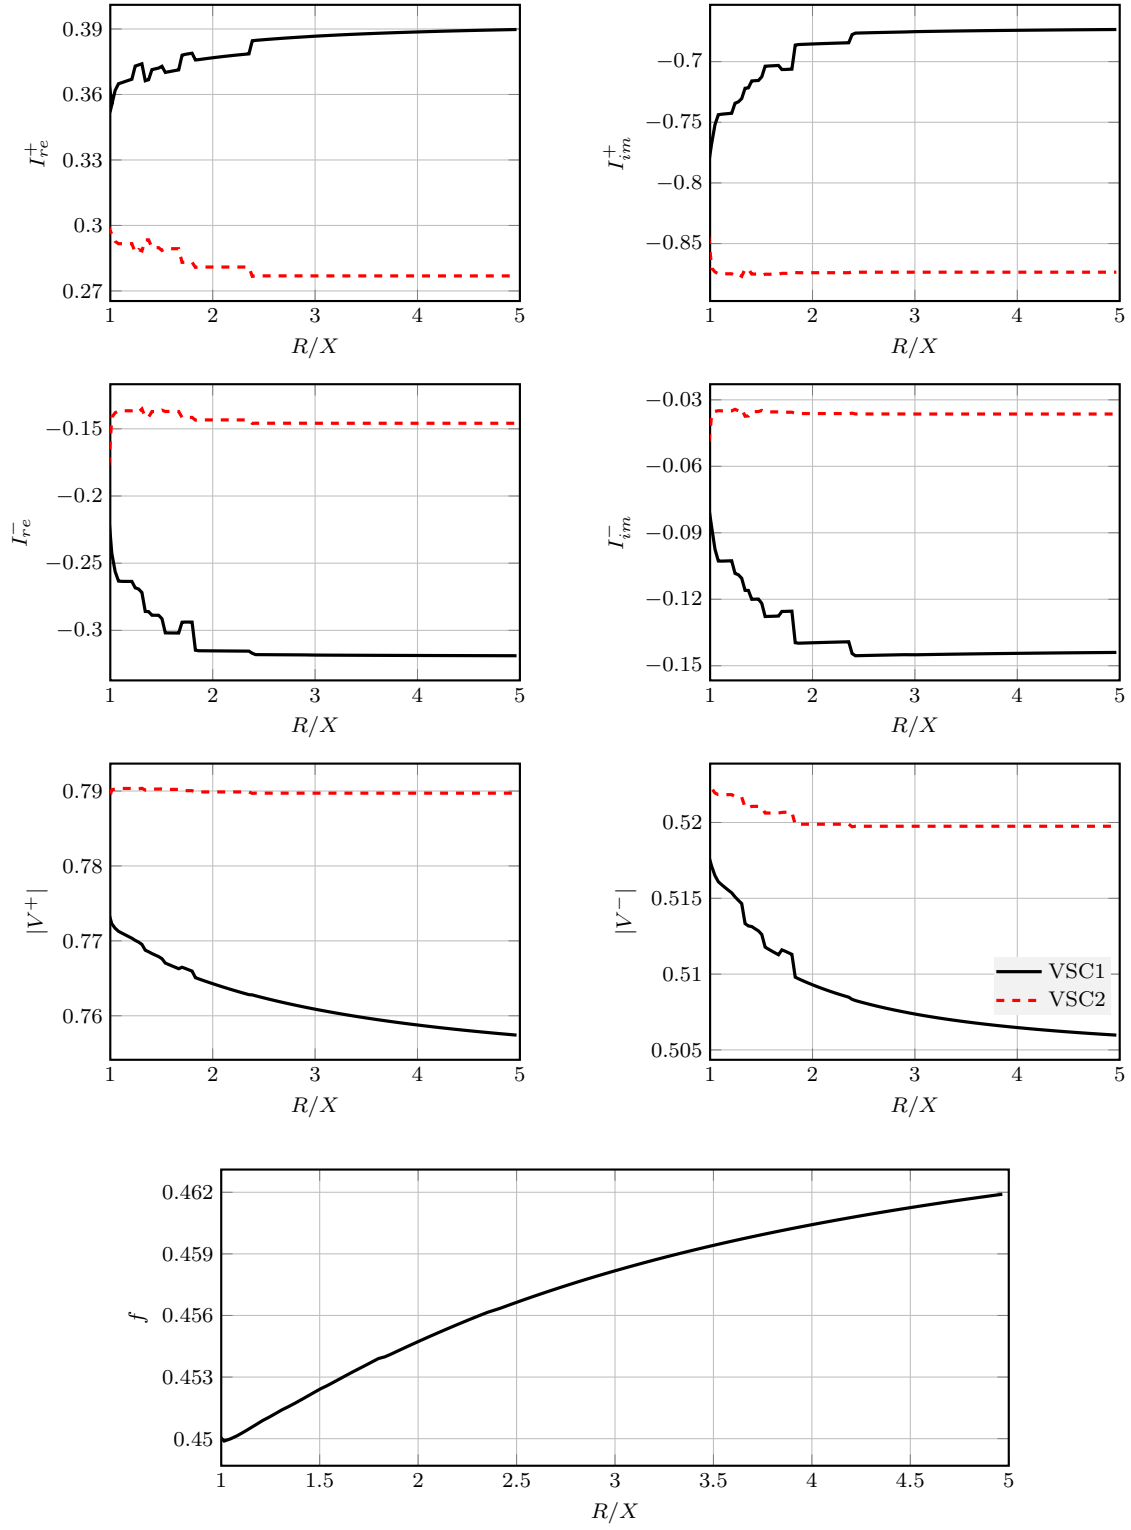 0.39
0.36
0.33
0.3
0.27
I_{re}^{+}
1 2 3 4 5
R/X
−0.7
−0.75
−0.8
−0.85
I_{im}^{+}
1 2 3 4 5
R/X
−0.15
−0.2
−0.25
−0.3
I_{re}^{−}
1 2 3 4 5
R/X
−0.03
−0.06
−0.09
−0.12
−0.15
I_{im}^{−}
1 2 3 4 5
R/X
0.79
0.78
0.77
0.76
|V^{+}|
1 2 3 4 5
R/X
0.52
0.515
0.51
0.505
|V^{−}|
VSC1
VSC2
1 2 3 4 5
R/X
0.462
0.459
0.456
0.453
0.45
f
1 1.5 2 2.5 3 3.5 4 4.5 5
R/X